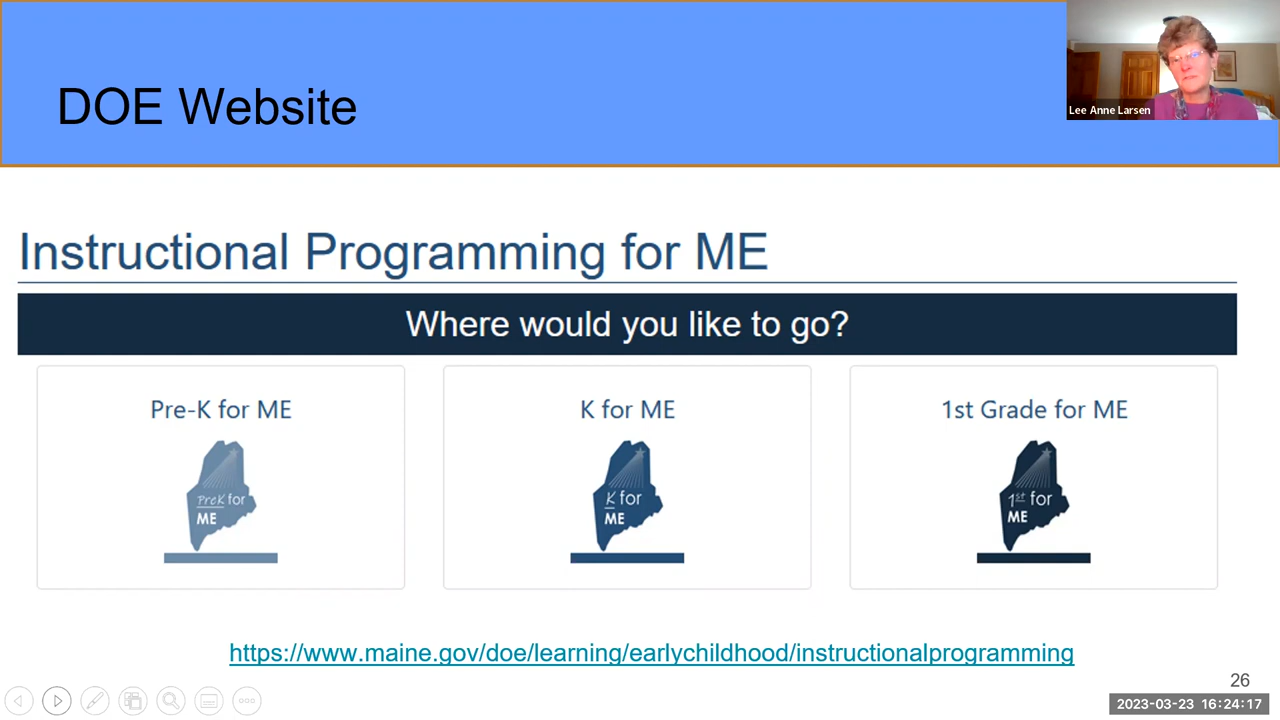 DOE Website
Lee Anne Larsen
Instructional Programming for ME
Where would you like to go?
Pre-K for ME
K for ME
1st Grade for ME
PreK for
ME
K for
ME
1st for
ME
https://www.maine.gov/doe/learning/earlychildhood/instructionalprogramming
26
2023-03-23 16:24:17